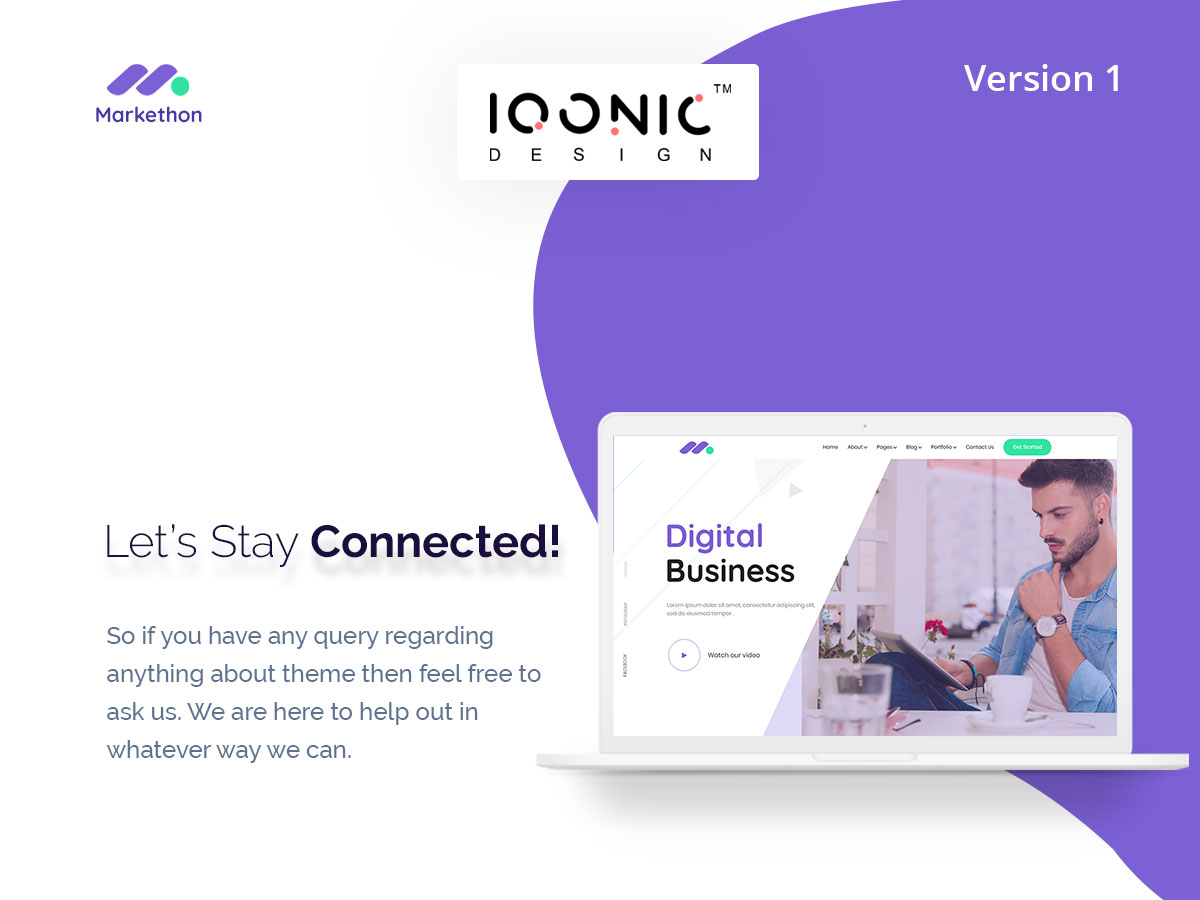 Markethon
IQONIC
TM
DESIGN
Version 1
Home About Pages Blog Portfolio Contact Us Get Started
Digital
Business
Lorem ipsum dolor sit amet, consectetur adipiscing elit,
sed do eiusmod tempor .
Watch our video
TWITTER
INSTAGRAM
FACEBOOK
Let's Stay Connected!
So if you have any query regarding
anything about theme then feel free to
ask us. We are here to help out in
whatever way we can.